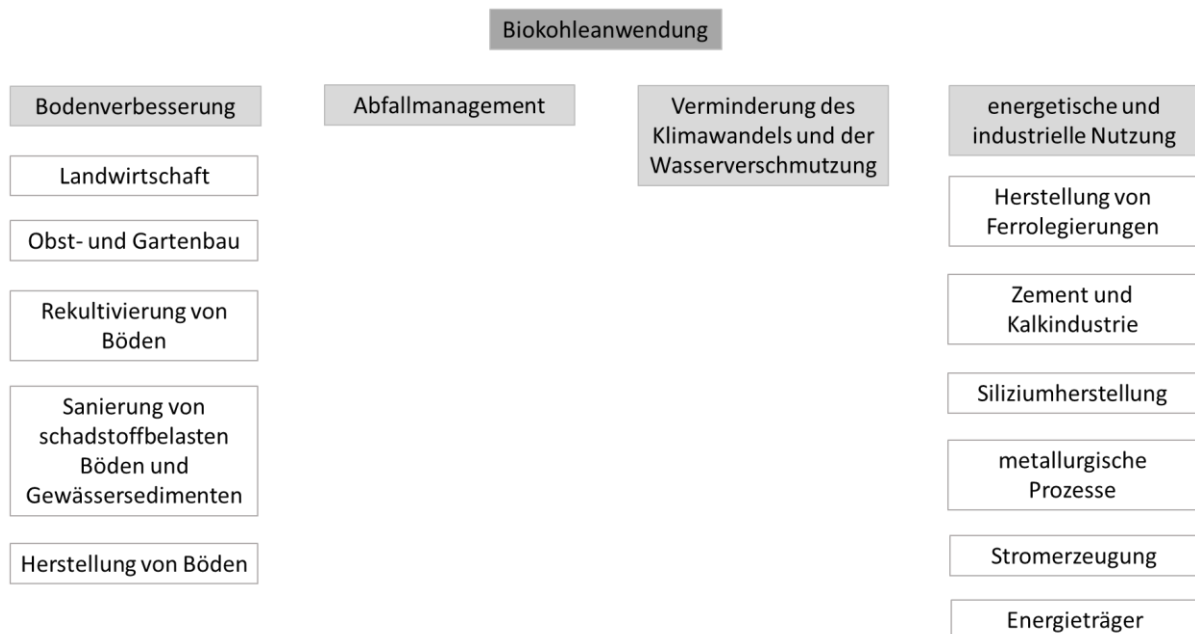 Biokohleanwendung
Bodenverbesserung
Landwirtschaft
Obst- und Gartenbau
Rekultivierung von
Böden
Sanierung von
schadstoffbelasten
Böden und
Gewässersedimenten
Herstellung von Böden
Abfallmanagement
Verminderung des
Klimawandels und der
Wasserverschmutzung
energetische und
industrielle Nutzung
Herstellung von
Ferrolegierungen
Zement und
Kalkindustrie
Siliziumherstellung
metallurgische
Prozesse
Stromerzeugung
Energieträger